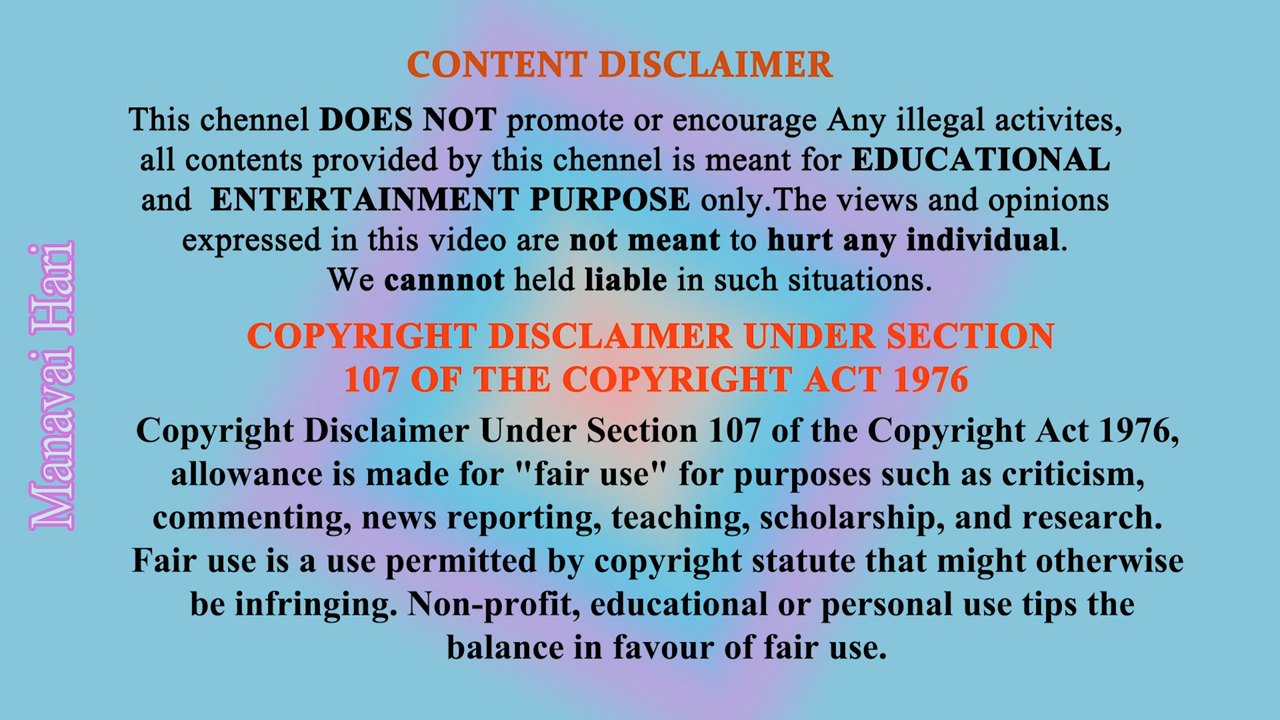 CONTENT DISCLAIMER
This chennel DOES NOT promote or encourage Any illegal activites,
all contents provided by this chennel is meant for EDUCATIONAL
and ENTERTAINMENT PURPOSE only.The views and opinions
expressed in this video are not meant to hurt any individual.
We cannnot held liable in such situations.
COPYRIGHT DISCLAIMER UNDER SECTION
107 OF THE COPYRIGHT ACT 1976
Copyright Disclaimer Under Section 107 of the Copyright Act 1976,
allowance is made for "fair use" for purposes such as criticism,
commenting, news reporting, teaching, scholarship, and research.
Fair use is a use permitted by copyright statute that might otherwise
be infringing. Non-profit, educational or personal use tips the
balance in favour of fair use.
Manavai Hari